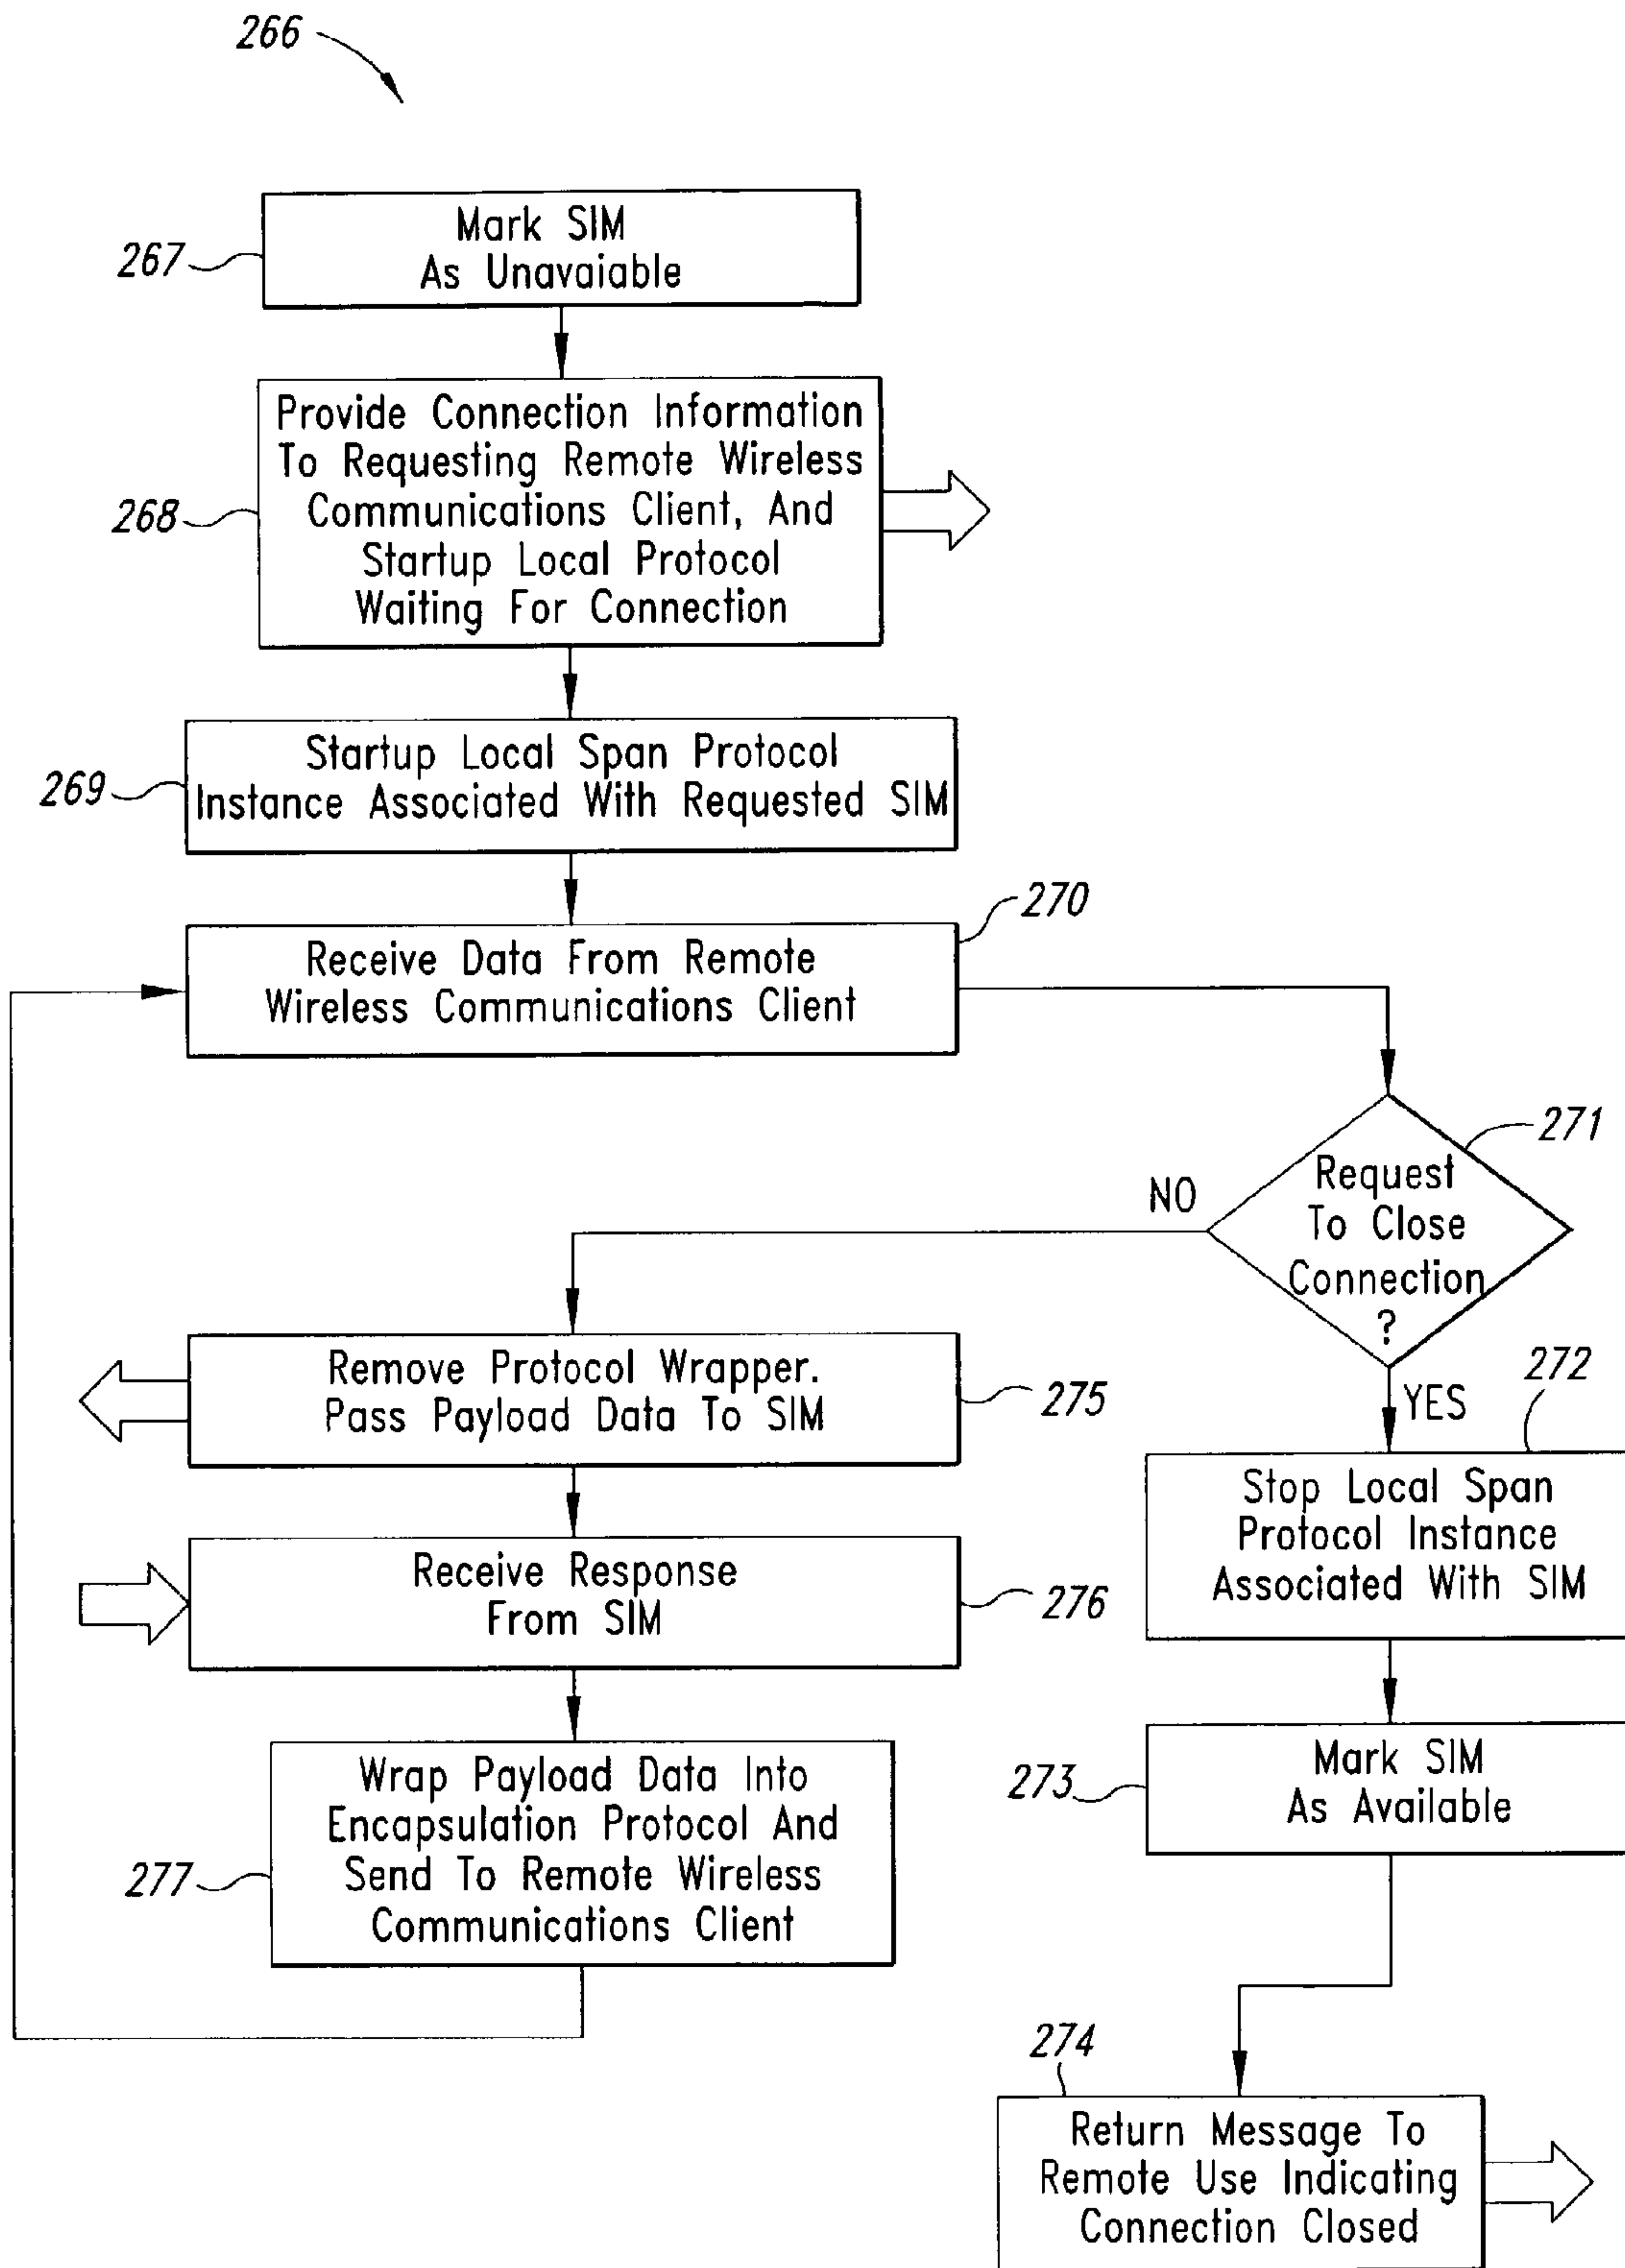 266
267
Mark SIM
As Unavaiable
268
Provide Connection Information
To Requesting Remote Wireless
Communications Client, And
Startup Local Protocol
Waiting For Connection
269
Startup Local Span Protocol
Instance Associated With Requested SIM
270
Receive Data From Remote
Wireless Communications Client
271
Request
To Close
Connection
?
NO
YES
275
Remove Protocol Wrapper.
Pass Payload Data To SIM
276
Receive Response
From SIM
277
Wrap Payload Data Into
Encapsulation Protocol And
Send To Remote Wireless
Communications Client
272
Stop Local Span
Protocol Instance
Associated With SIM
273
Mark SIM
As Available
274
Return Message To
Remote Use Indicating
Connection Closed